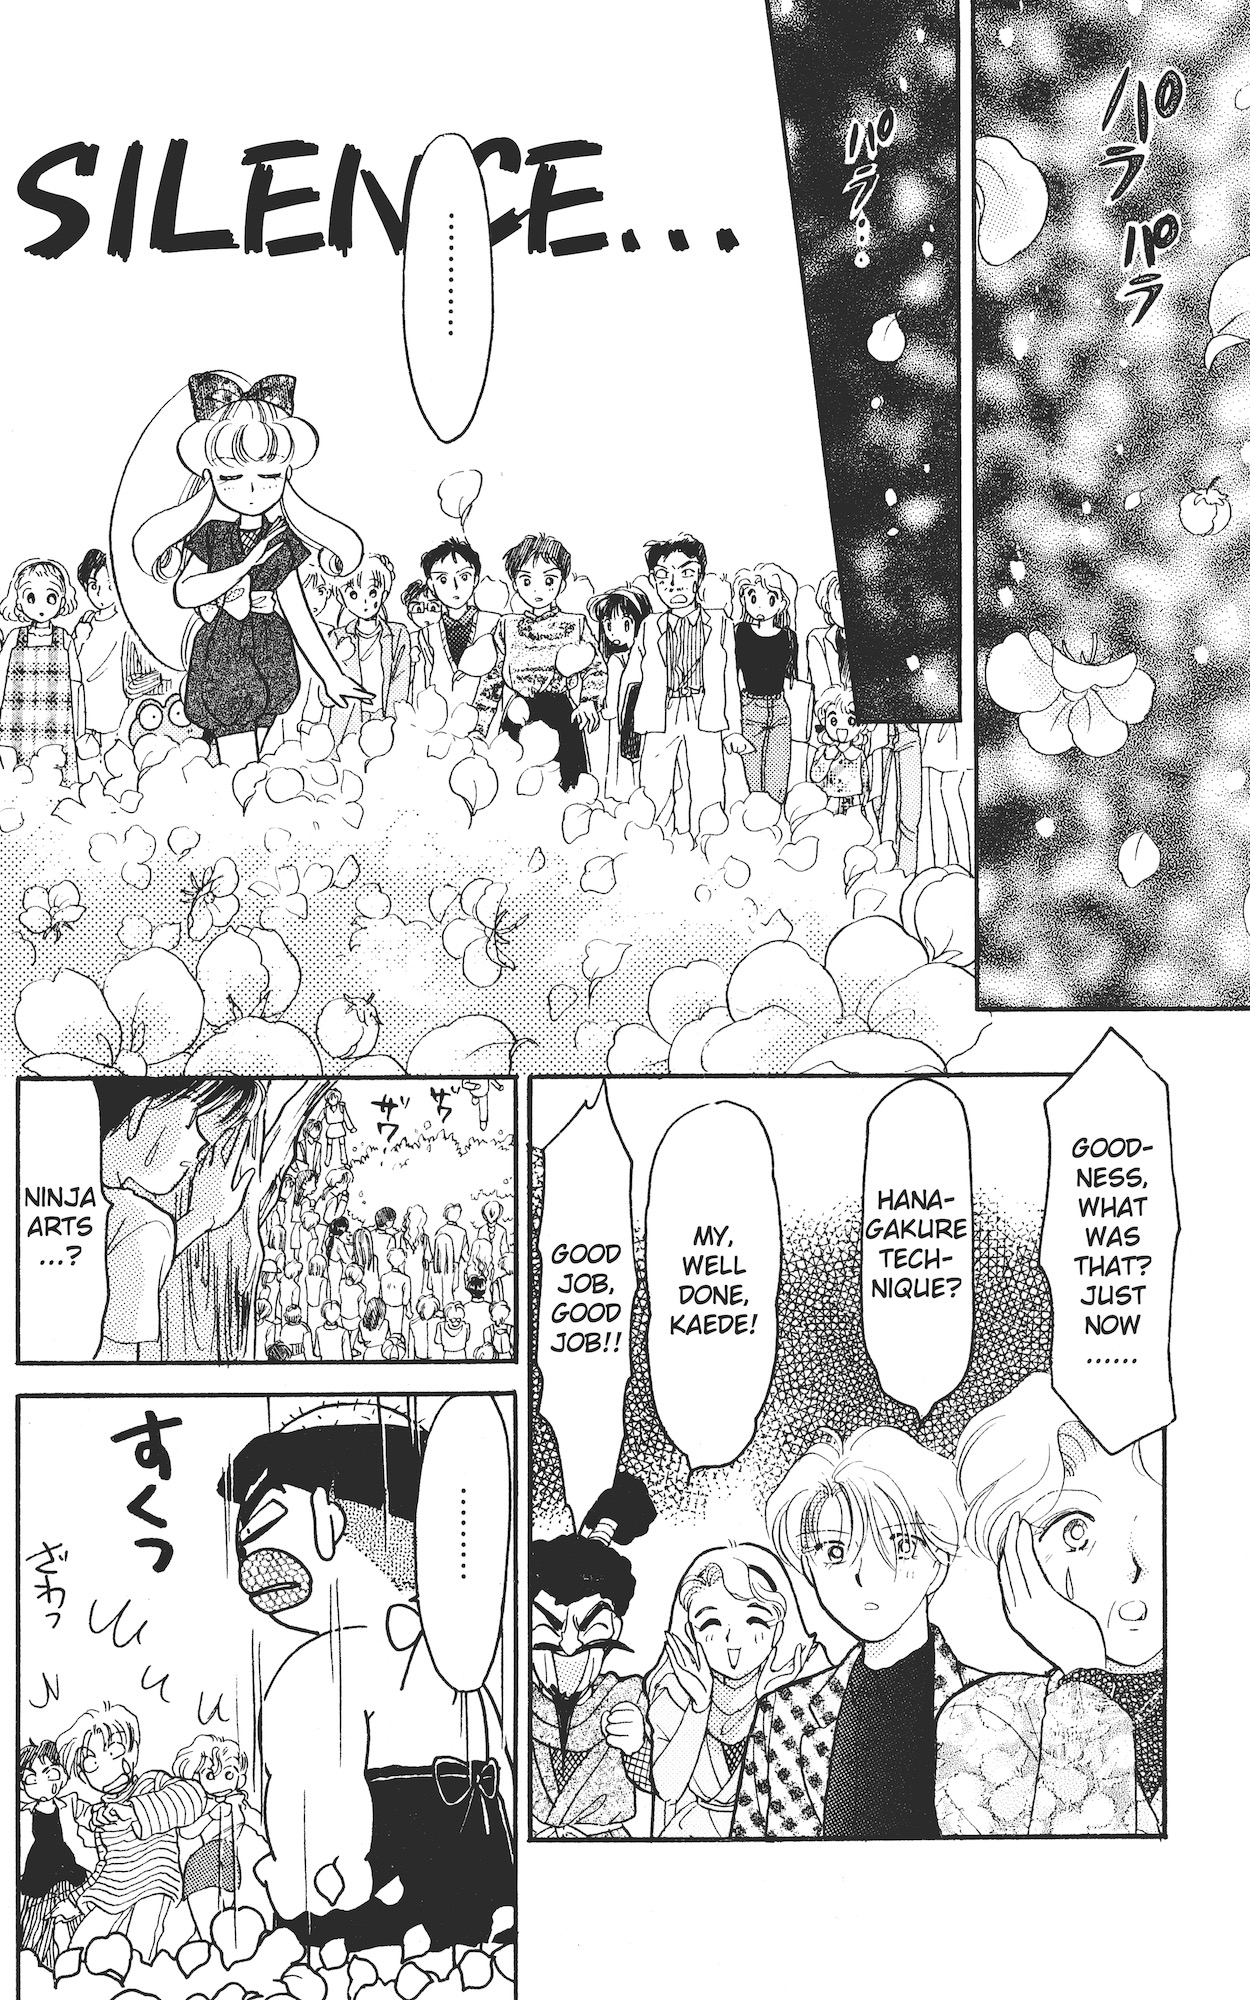 パラ
パラ
パラ…
SILENCE...
…………
GOOD-
NESS,
WHAT
WAS
THAT?
JUST
NOW
......
HANA-
GAKURE
TECH-
NIQUE?
MY,
WELL
DONE,
KAEDE!
GOOD
JOB,
GOOD
JOB!!
ザワ
ザワ
NINJA
ARTS
...?
…………
すくっ
ざわっ